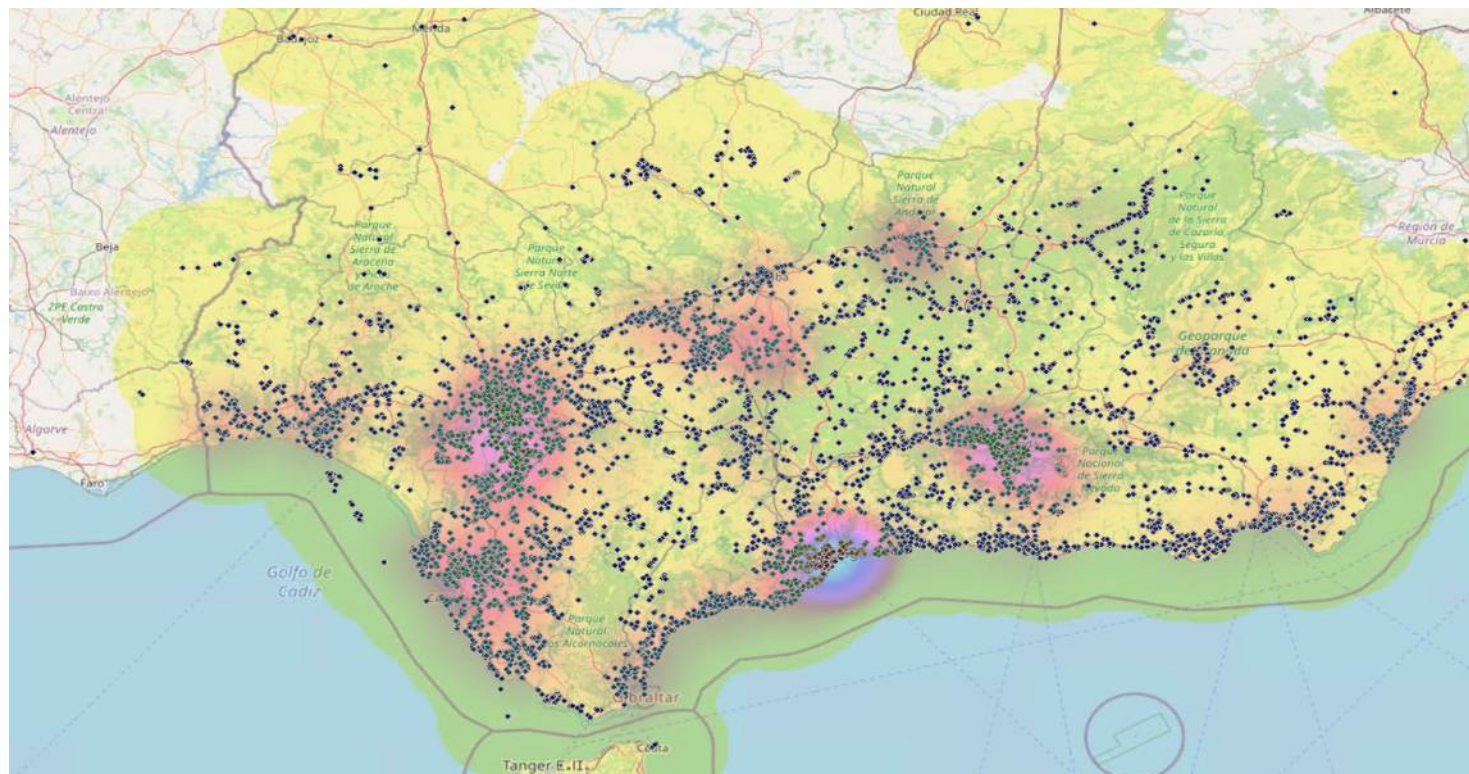 Ciudad Real
Albacete
Badajoz
Mérida
Alentejo
Central
Alentejo
Parque
Natural
Sierra de
Andújar
Parque
Natural
de la Sierra
de Cazorla,
Segura
y las Villas
Región de
Murcia
Beja
Parque
Natural
Sierra de
Aracena
de Aroche
Parque
Natural
Sierra Norte
de Sevilla
Baixo Alentejo
ZPE Castro
Verde
Geoparque
de Granada
Algarve
Faro
Parque
Nacional
de Sierra
Nevada
Golfo de
Cádiz
Parque
Natural
Los Alcornocales
Gibraltar
Ceuta
Tanger